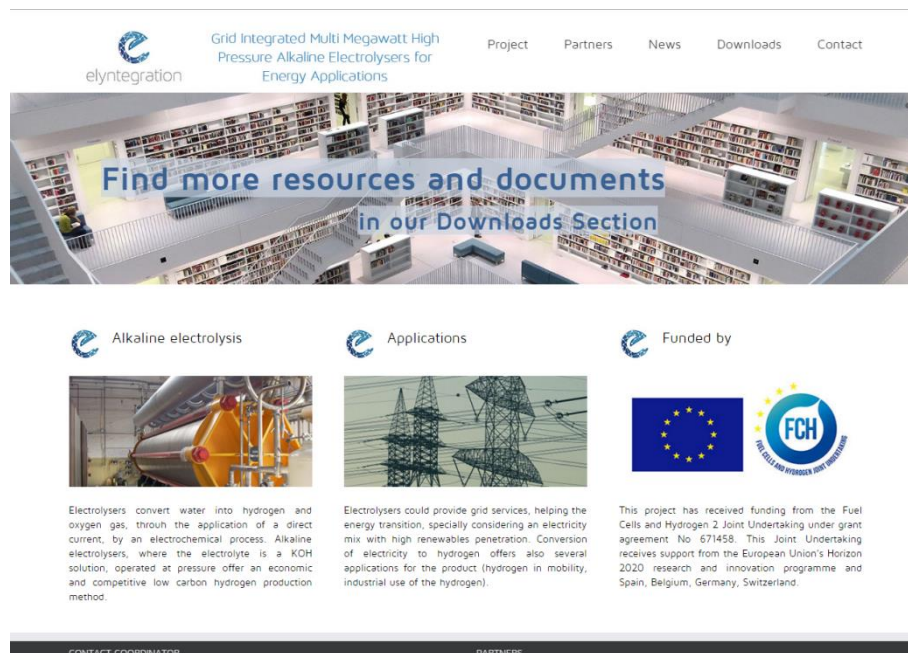 elyntegration
Grid Integrated Multi Megawatt High
Pressure Alkaline Electrolysers for
Energy Applications
Project
Partners
News
Downloads
Contact
Find more resources and documents
in our Downloads Section
Alkaline electrolysis
Electrolysers convert water into hydrogen and
oxygen gas, throuh the application of a direct
current, by an electrochemical process. Alkaline
electrolysers, where the electrolyte is a KOH
solution, operated at pressure offer an economic
and competitive low carbon hydrogen production
method.
Applications
Electrolysers could provide grid services, helping the
energy transition, specially considering an electricity
mix with high renewables penetration. Conversion
of electricity to hydrogen offers also several
applications for the product (hydrogen in mobility,
industrial use of the hydrogen).
Funded by
FCH
FUEL CELLS AND HYDROGEN JOINT UNDERTAKING
This project has received funding from the Fuel
Cells and Hydrogen 2 Joint Undertaking under grant
agreement No 671458. This Joint Undertaking
receives support from the European Union's Horizon
2020 research and innovation programme and
Spain, Belgium, Germany, Switzerland.
CONTACT COORDINATOR
PARTNERS